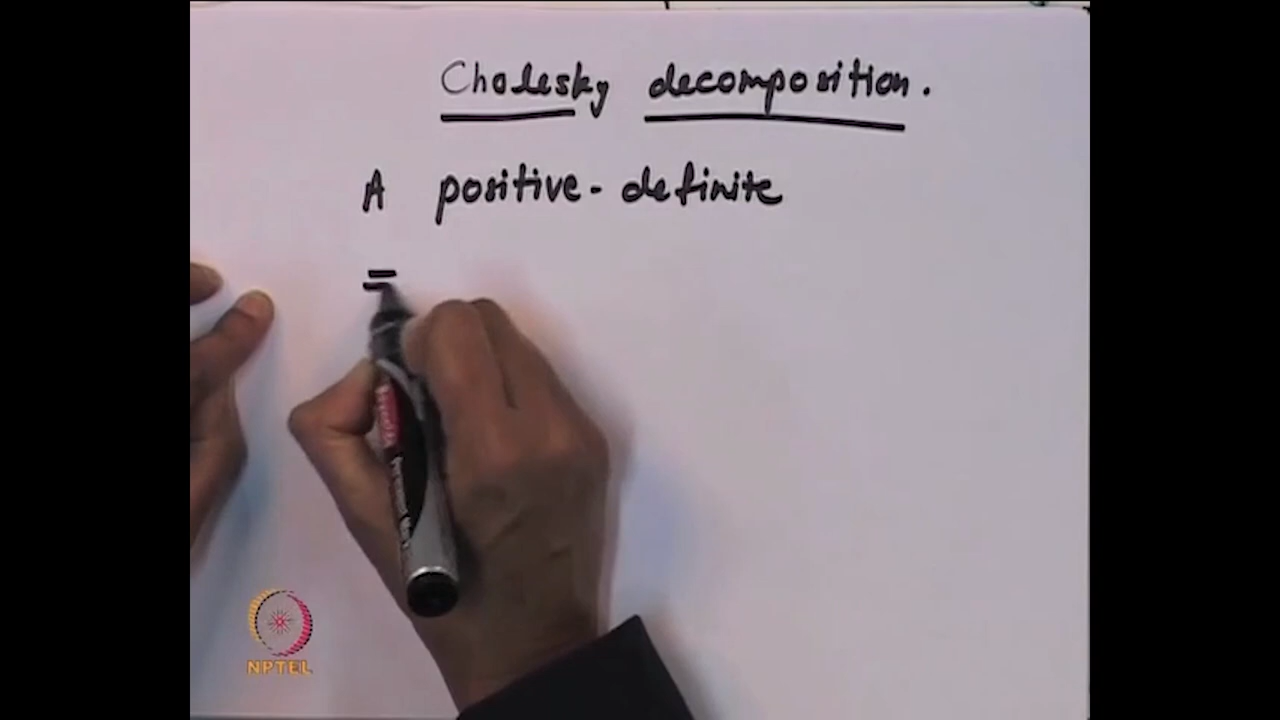 Cholesky decomposition.
A positive-definite
=
NPTEL